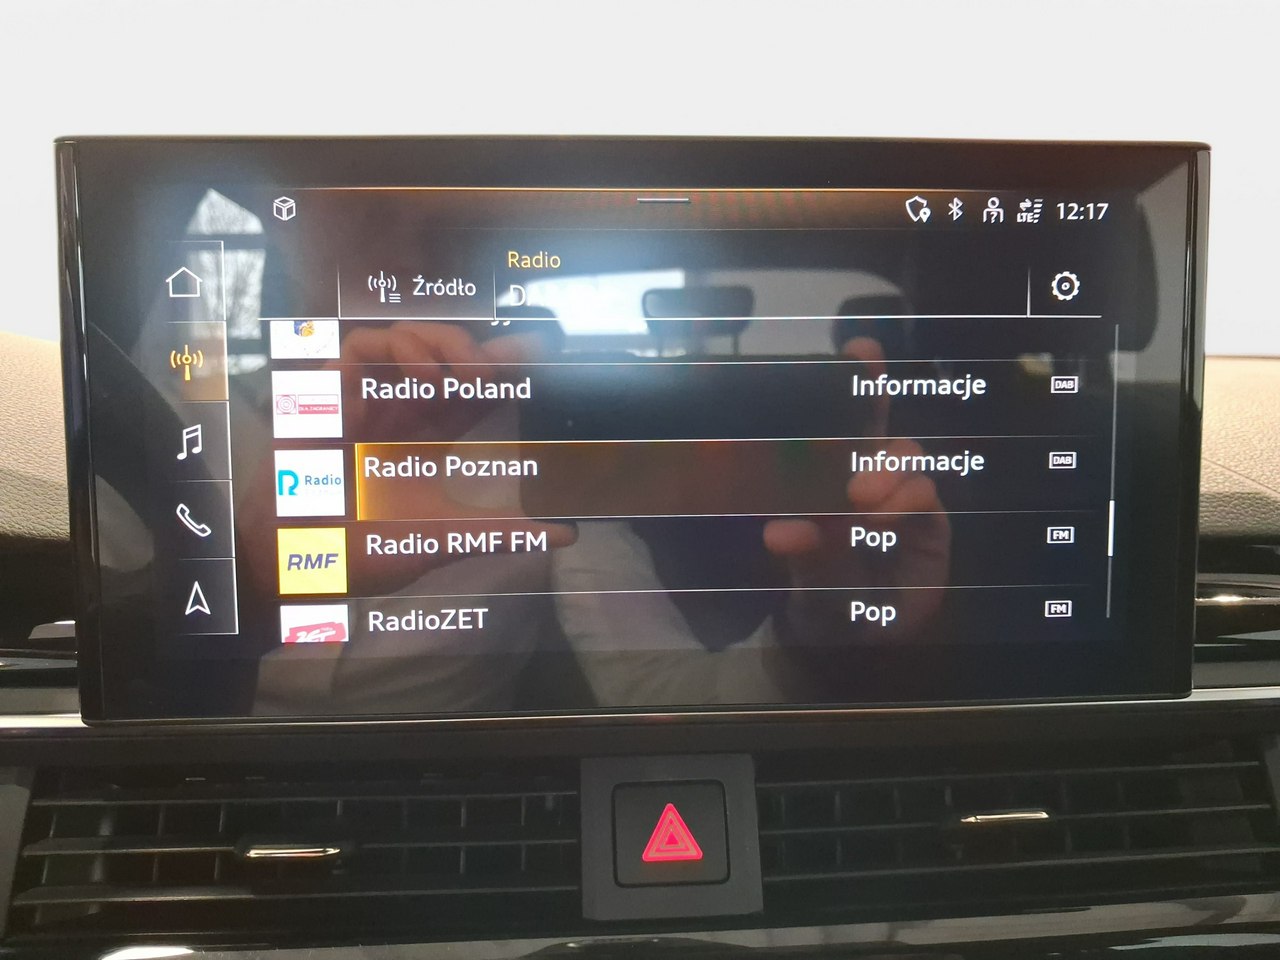 LTE
12:17
Radio
Źródło
Radio Poland
Informacje
DAB
Radio
Radio Poznan
Informacje
DAB
RMF
Radio RMF FM
Pop
FM
RadioZET
Pop
FM